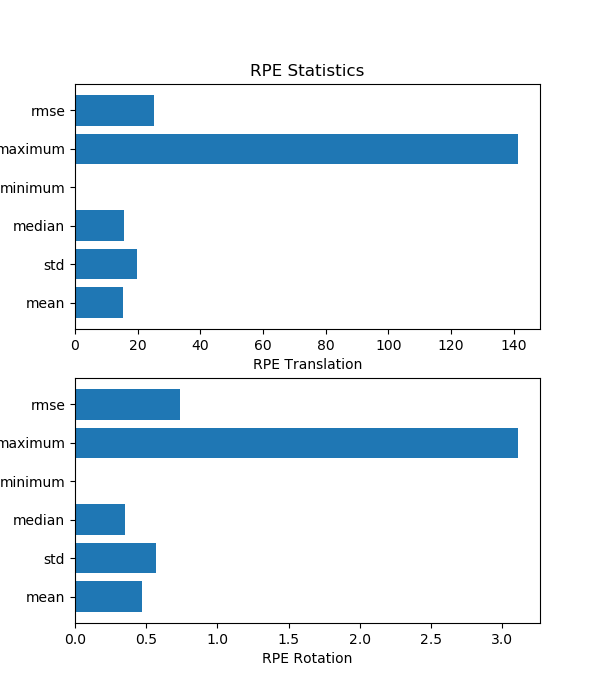 RPE Statistics
rmse
maximum
minimum
median
std
mean
0 20 40 60 80 100 120 140
RPE Translation
rmse
maximum
minimum
median
std
mean
0.0 0.5 1.0 1.5 2.0 2.5 3.0
RPE Rotation